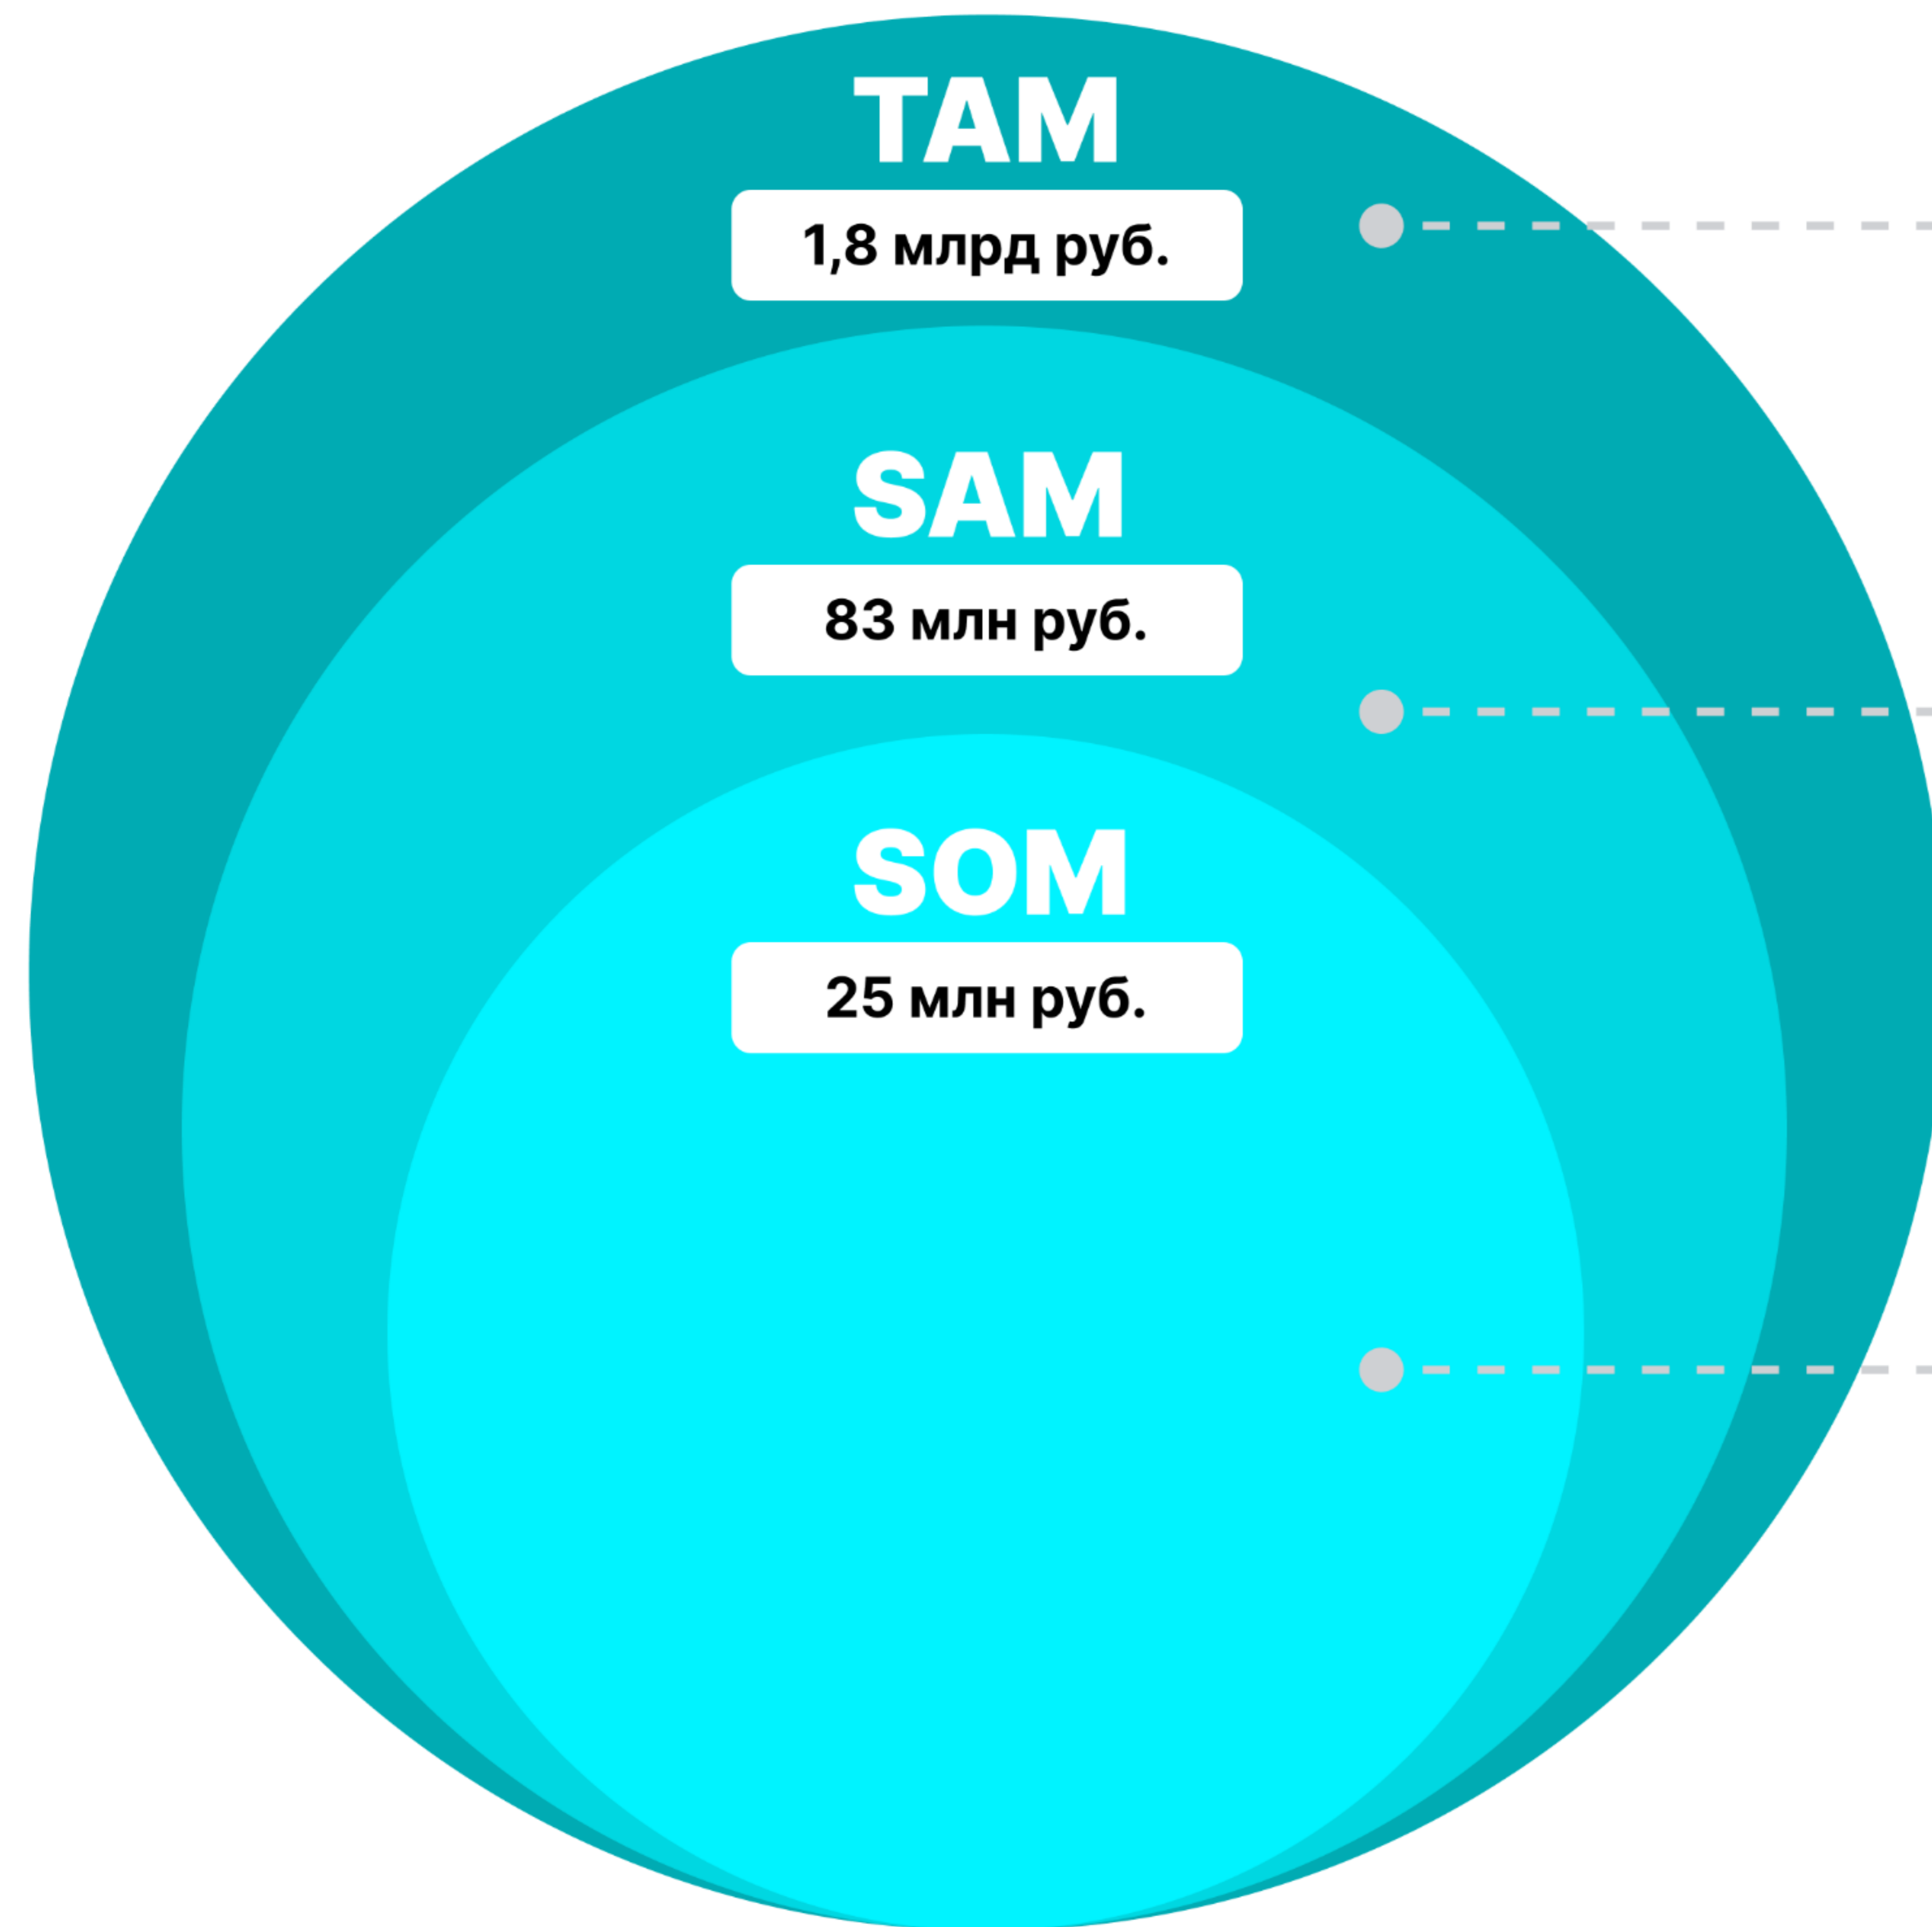 TAM
1,8 млрд руб.
SAM
83 млн руб.
SOM
25 млн руб.